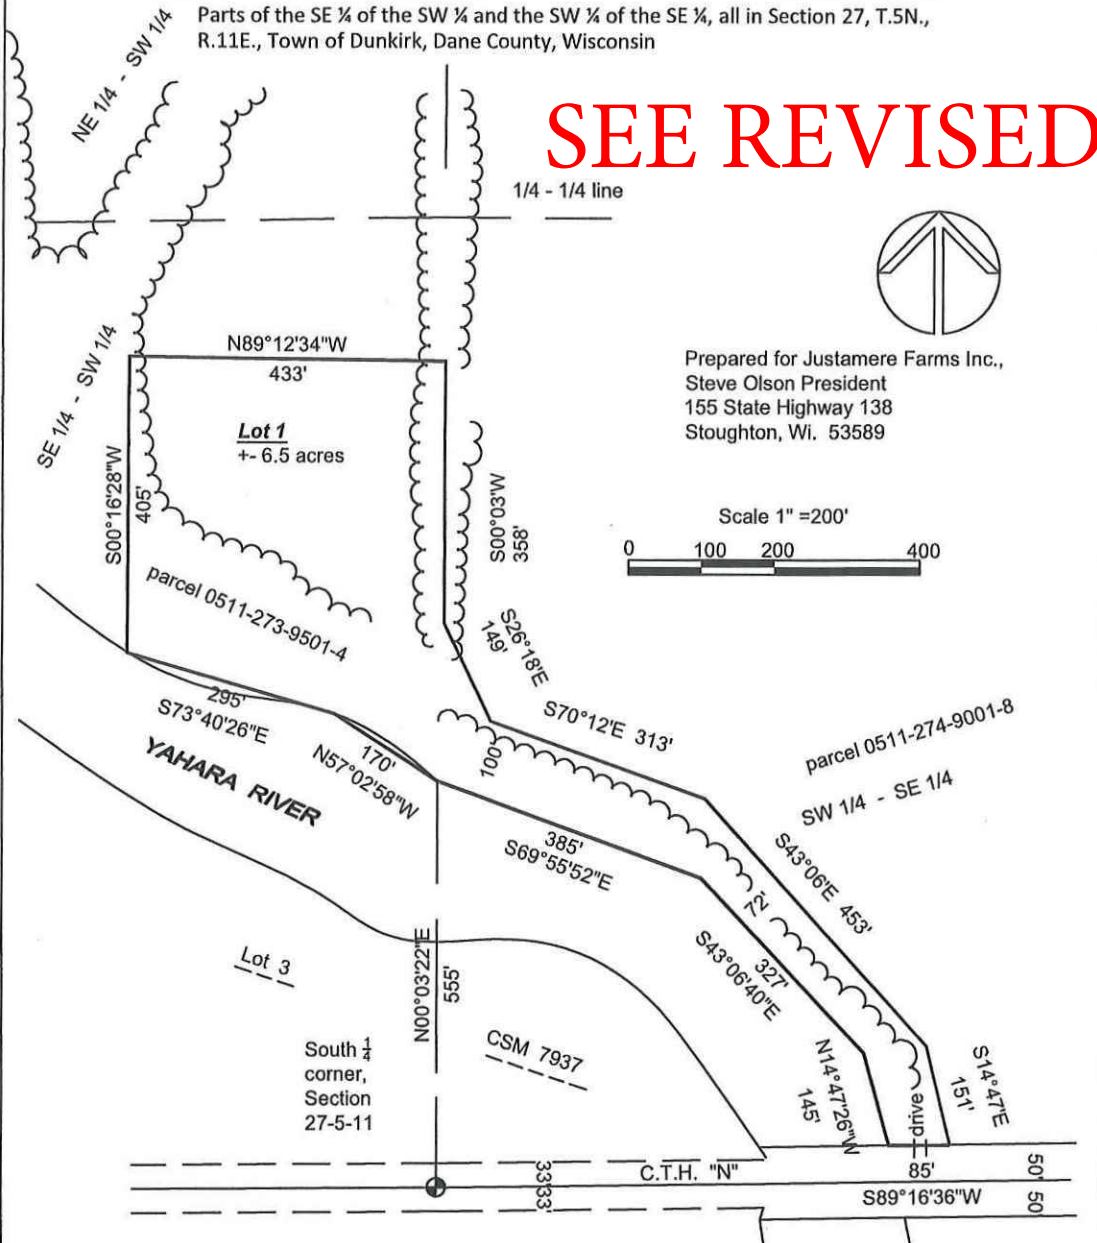 Parts of the SE ¼ of the SW ¼ and the SW ¼ of the SE ¼, all in Section 27, T.5N.,
R.11E., Town of Dunkirk, Dane County, Wisconsin
NE 1/4 - SW 1/4
SEE REVISED
1/4 - 1/4 line
SE 1/4 - SW 1/4
N89°12'34"W
433'
Prepared for Justamere Farms Inc.,
Steve Olson President
155 State Highway 138
Stoughton, Wi. 53589
Lot 1
+- 6.5 acres
S00°16'28"W
405'
S00°03'W
358'
Scale 1" =200'
0 100 200 400
parcel 0511-273-9501-4
S26°18'E
149'
295'
S73°40'26"E
S70°12'E 313'
parcel 0511-274-9001-8
SW 1/4 - SE 1/4
YAHARA RIVER
170'
N57°02'58"W
100'
385'
S69°55'52"E
S43°06'E 453'
72'
327'
S43°06'40"E
Lot 3
N00°03'22"E
555'
CSM 7937
South 1/4
corner,
Section
27-5-11
N14°47'26"W
145'
drive
S14°47'E
151'
33'
33'
C.T.H. "N"
85'
S89°16'36"W
50'
50'